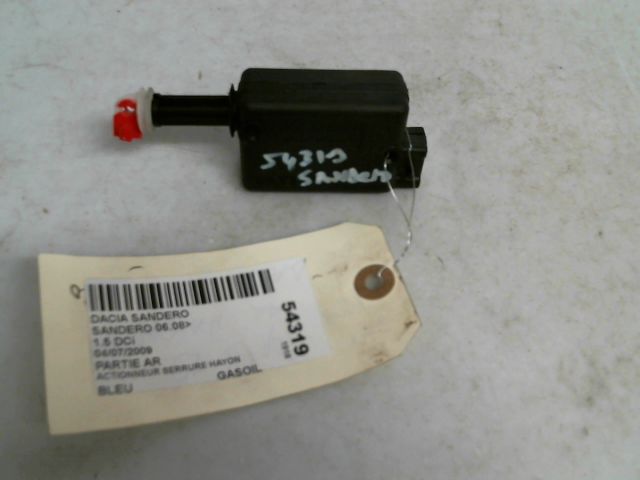 54319
SANDERO
DACIA SANDERO
SANDERO 06.08>
1.5 DCi
04/07/2009
PARTIE AR
ACTIONNEUR SERRURE HAYON
GASOIL
BLEU
54319